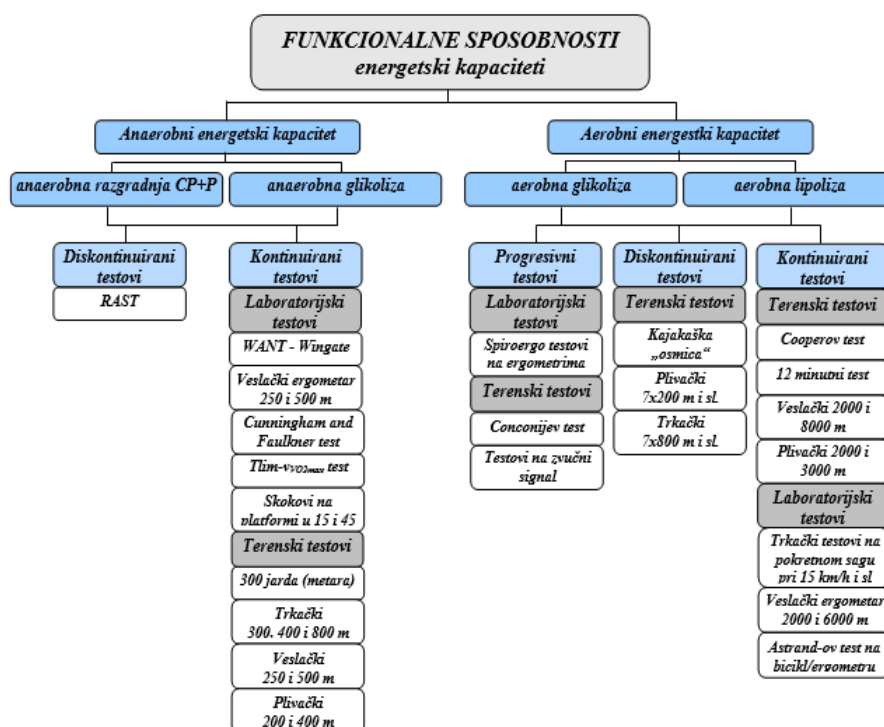 FUNKCIONALNE SPOSOBNOSTI
energetski kapaciteti
Anaerobni energetski kapacitet
Aerobni energestki kapacitet
anaerobna razgradnja CP+P
anaerobna glikoliza
aerobna glikoliza
aerobna lipoliza
Diskontinuirani
testovi
RAST
Kontinuirani
testovi
Laboratorijski
testovi
WANT - Wingate
Veslački ergometar
250 i 500 m
Cunningham and
Faulkner test
Tlim-vVO2max test
Skokovi na
platformi u 15 i 45
Terenski testovi
300 jarda (metara)
Trkački
300. 400 i 800 m
Veslački
250 i 500 m
Plivački
200 i 400 m
Progresivni
testovi
Laboratorijski
testovi
Spiroergo testovi
na ergometrima
Terenski testovi
Conconijev test
Testovi na zvučni
signal
Diskontinuirani
testovi
Terenski testovi
Kajakaška
„osmica“
Plivački
7x200 m i sl.
Trkački
7x800 m i sl.
Kontinuirani
testovi
Terenski testovi
Cooperov test
12 minutni test
Veslački 2000 i
8000 m
Plivački 2000 i
3000 m
Laboratorijski
testovi
Trkački testovi na
pokretnom sagu
pri 15 km/h i sl
Veslački ergometar
2000 i 6000 m
Astrand-ov test na
bicikl/ergometru